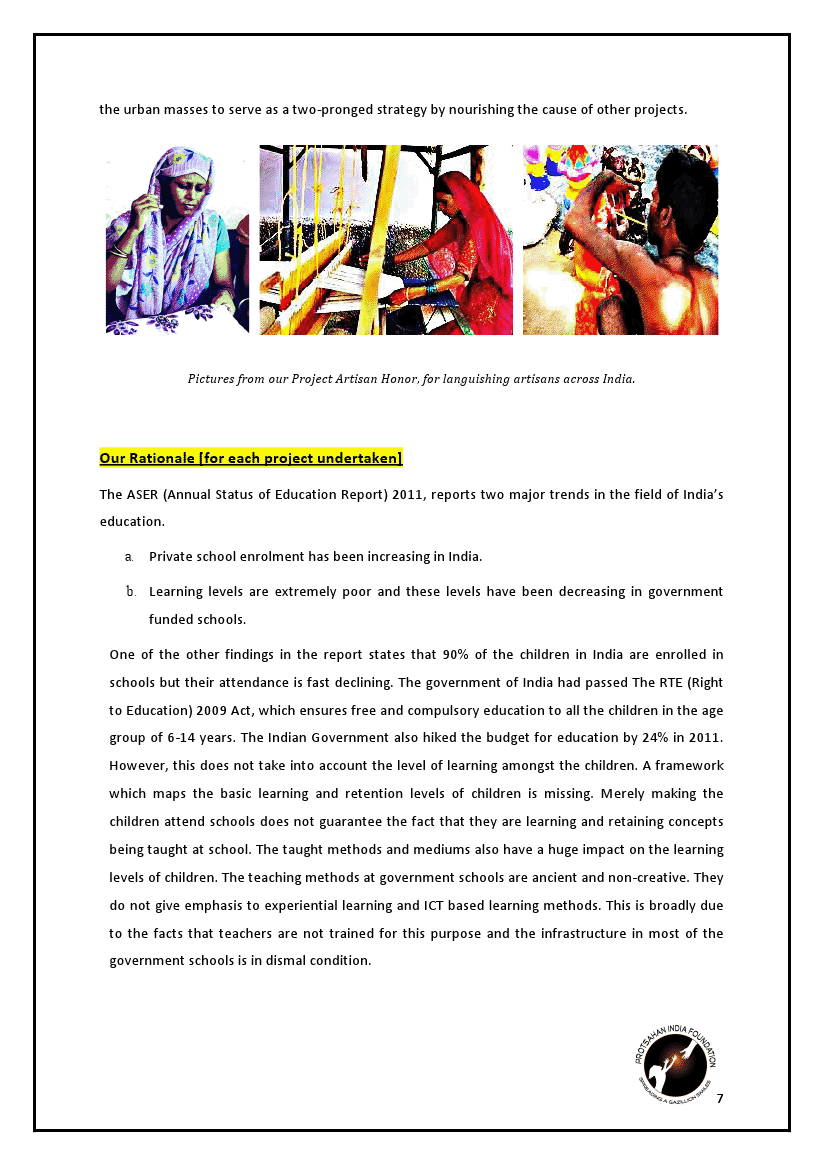 the urban masses to serve as a two-pronged strategy by nourishing the cause of other projects.
Pictures from our Project Artisan Honor, for languishing artisans across India.
Our Rationale [for each project undertaken]
The ASER (Annual Status of Education Report) 2011, reports two major trends in the field of India’s
education.
a. Private school enrolment has been increasing in India.
b. Learning levels are extremely poor and these levels have been decreasing in government
funded schools.
One of the other findings in the report states that 90% of the children in India are enrolled in
schools but their attendance is fast declining. The government of India had passed The RTE (Right
to Education) 2009 Act, which ensures free and compulsory education to all the children in the age
group of 6-14 years. The Indian Government also hiked the budget for education by 24% in 2011.
However, this does not take into account the level of learning amongst the children. A framework
which maps the basic learning and retention levels of children is missing. Merely making the
children attend schools does not guarantee the fact that they are learning and retaining concepts
being taught at school. The taught methods and mediums also have a huge impact on the learning
levels of children. The teaching methods at government schools are ancient and non-creative. They
do not give emphasis to experiential learning and ICT based learning methods. This is broadly due
to the facts that teachers are not trained for this purpose and the infrastructure in most of the
government schools is in dismal condition.
PROTSAHAN INDIA FOUNDATION
SPREADING A GAZILLION SMILES
7